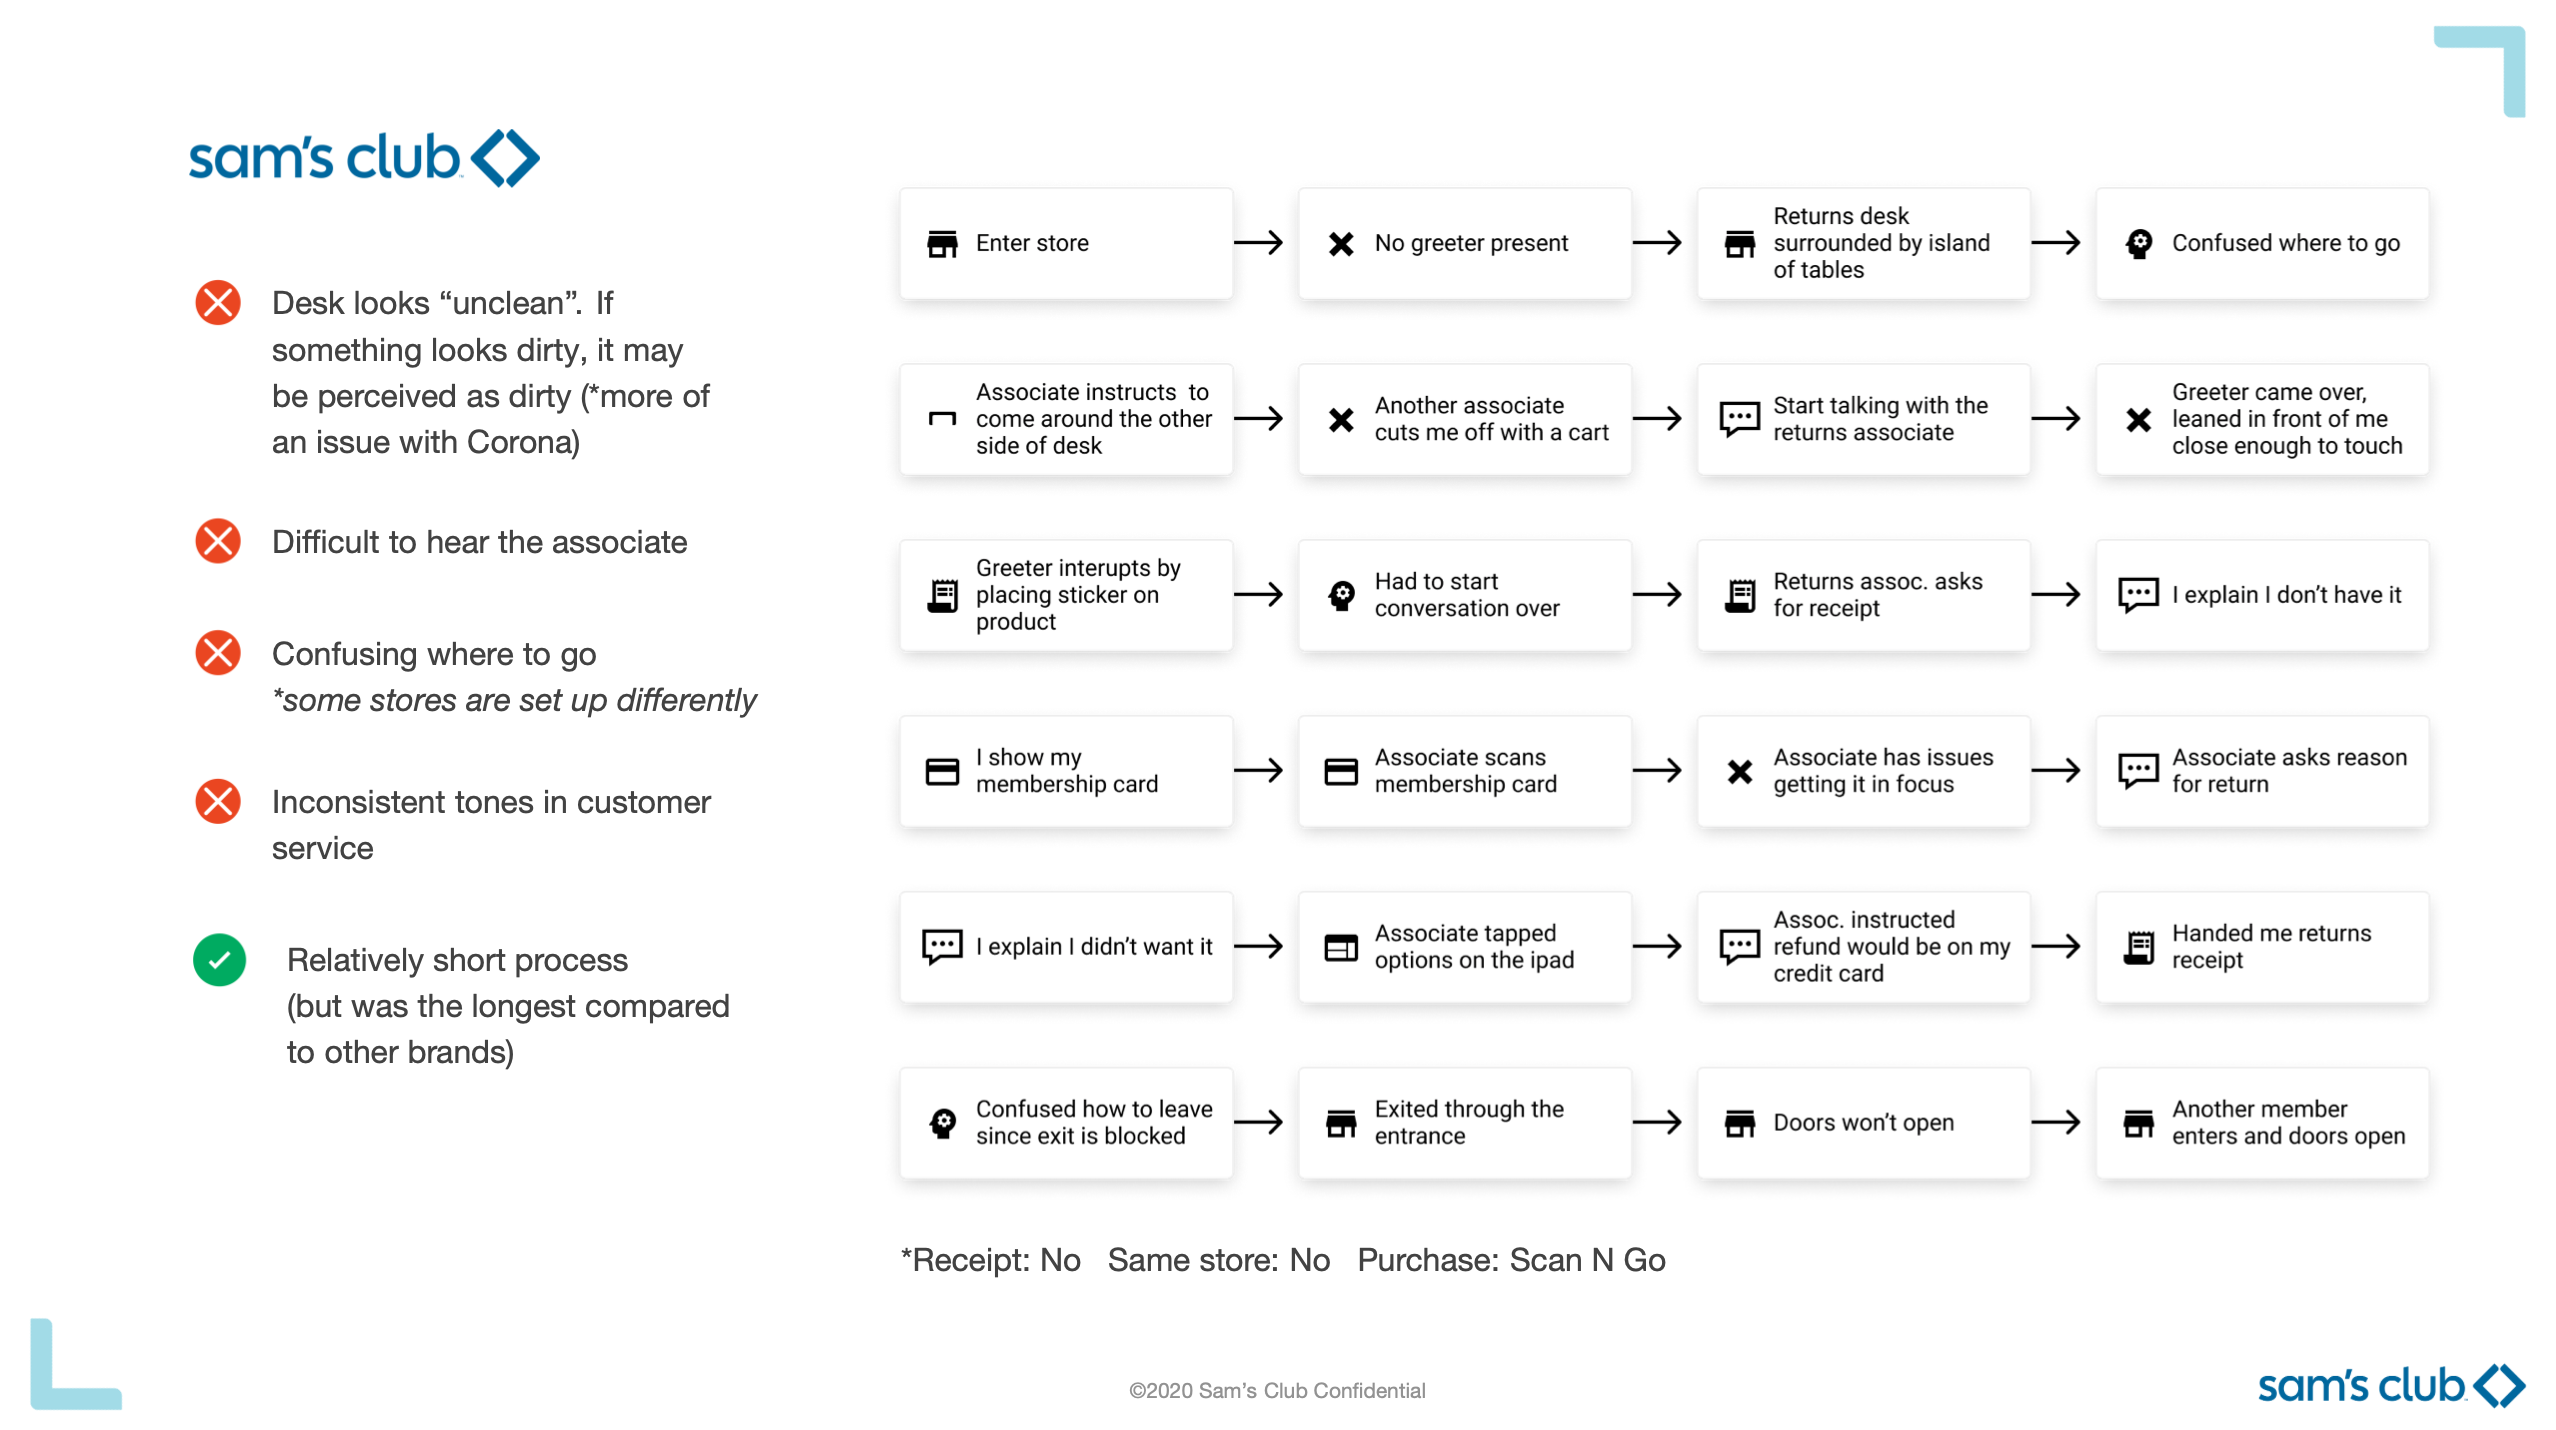 sam's club
Desk looks “unclean”. If
something looks dirty, it may
be perceived as dirty (*more of
an issue with Corona)
Difficult to hear the associate
Confusing where to go
*some stores are set up differently
Inconsistent tones in customer
service
Relatively short process
(but was the longest compared
to other brands)
Enter store
No greeter present
Returns desk
surrounded by island
of tables
Confused where to go
Associate instructs to
come around the other
side of desk
Another associate
cuts me off with a cart
Start talking with the
returns associate
Greeter came over,
leaned in front of me
close enough to touch
Greeter interupts by
placing sticker on
product
Had to start
conversation over
Returns assoc. asks
for receipt
I explain I don’t have it
I show my
membership card
Associate scans
membership card
Associate has issues
getting it in focus
Associate asks reason
for return
I explain I didn’t want it
Associate tapped
options on the ipad
Assoc. instructed
refund would be on my
credit card
Handed me returns
receipt
Confused how to leave
since exit is blocked
Exited through the
entrance
Doors won’t open
Another member
enters and doors open
*Receipt: No Same store: No Purchase: Scan N Go
©2020 Sam’s Club Confidential
sam's club